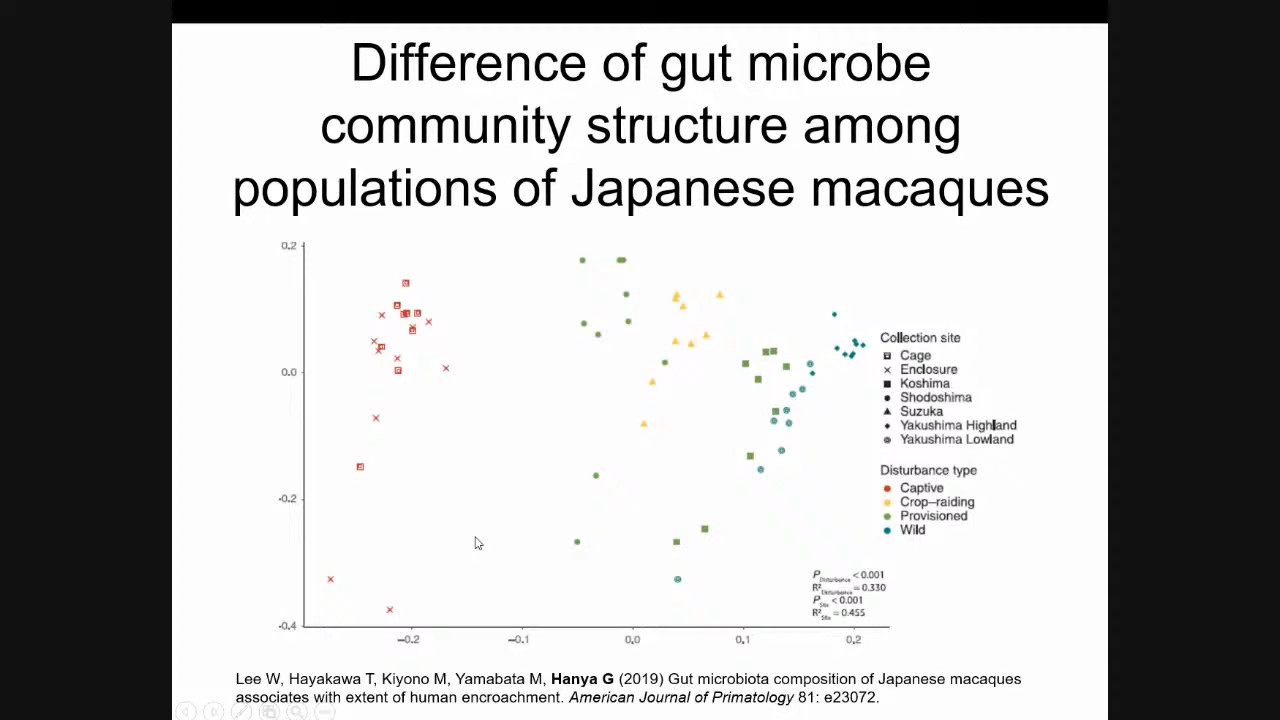 Difference of gut microbe
community structure among
populations of Japanese macaques
0.2
0.0
-0.2
-0.4
-0.2
-0.1
0.0
0.1
0.2
Collection site
Cage
Enclosure
Koshima
Shodoshima
Suzuka
Yakushima Highland
Yakushima Lowland
Disturbance type
Captive
Crop-raiding
Provisioned
Wild
P Disturbance < 0.001
R² Disturbance = 0.330
P Site < 0.001
R² Site = 0.455
Lee W, Hayakawa T, Kiyono M, Yamabata M, Hanya G (2019) Gut microbiota composition of Japanese macaques
associates with extent of human encroachment. American Journal of Primatology 81: e23072.